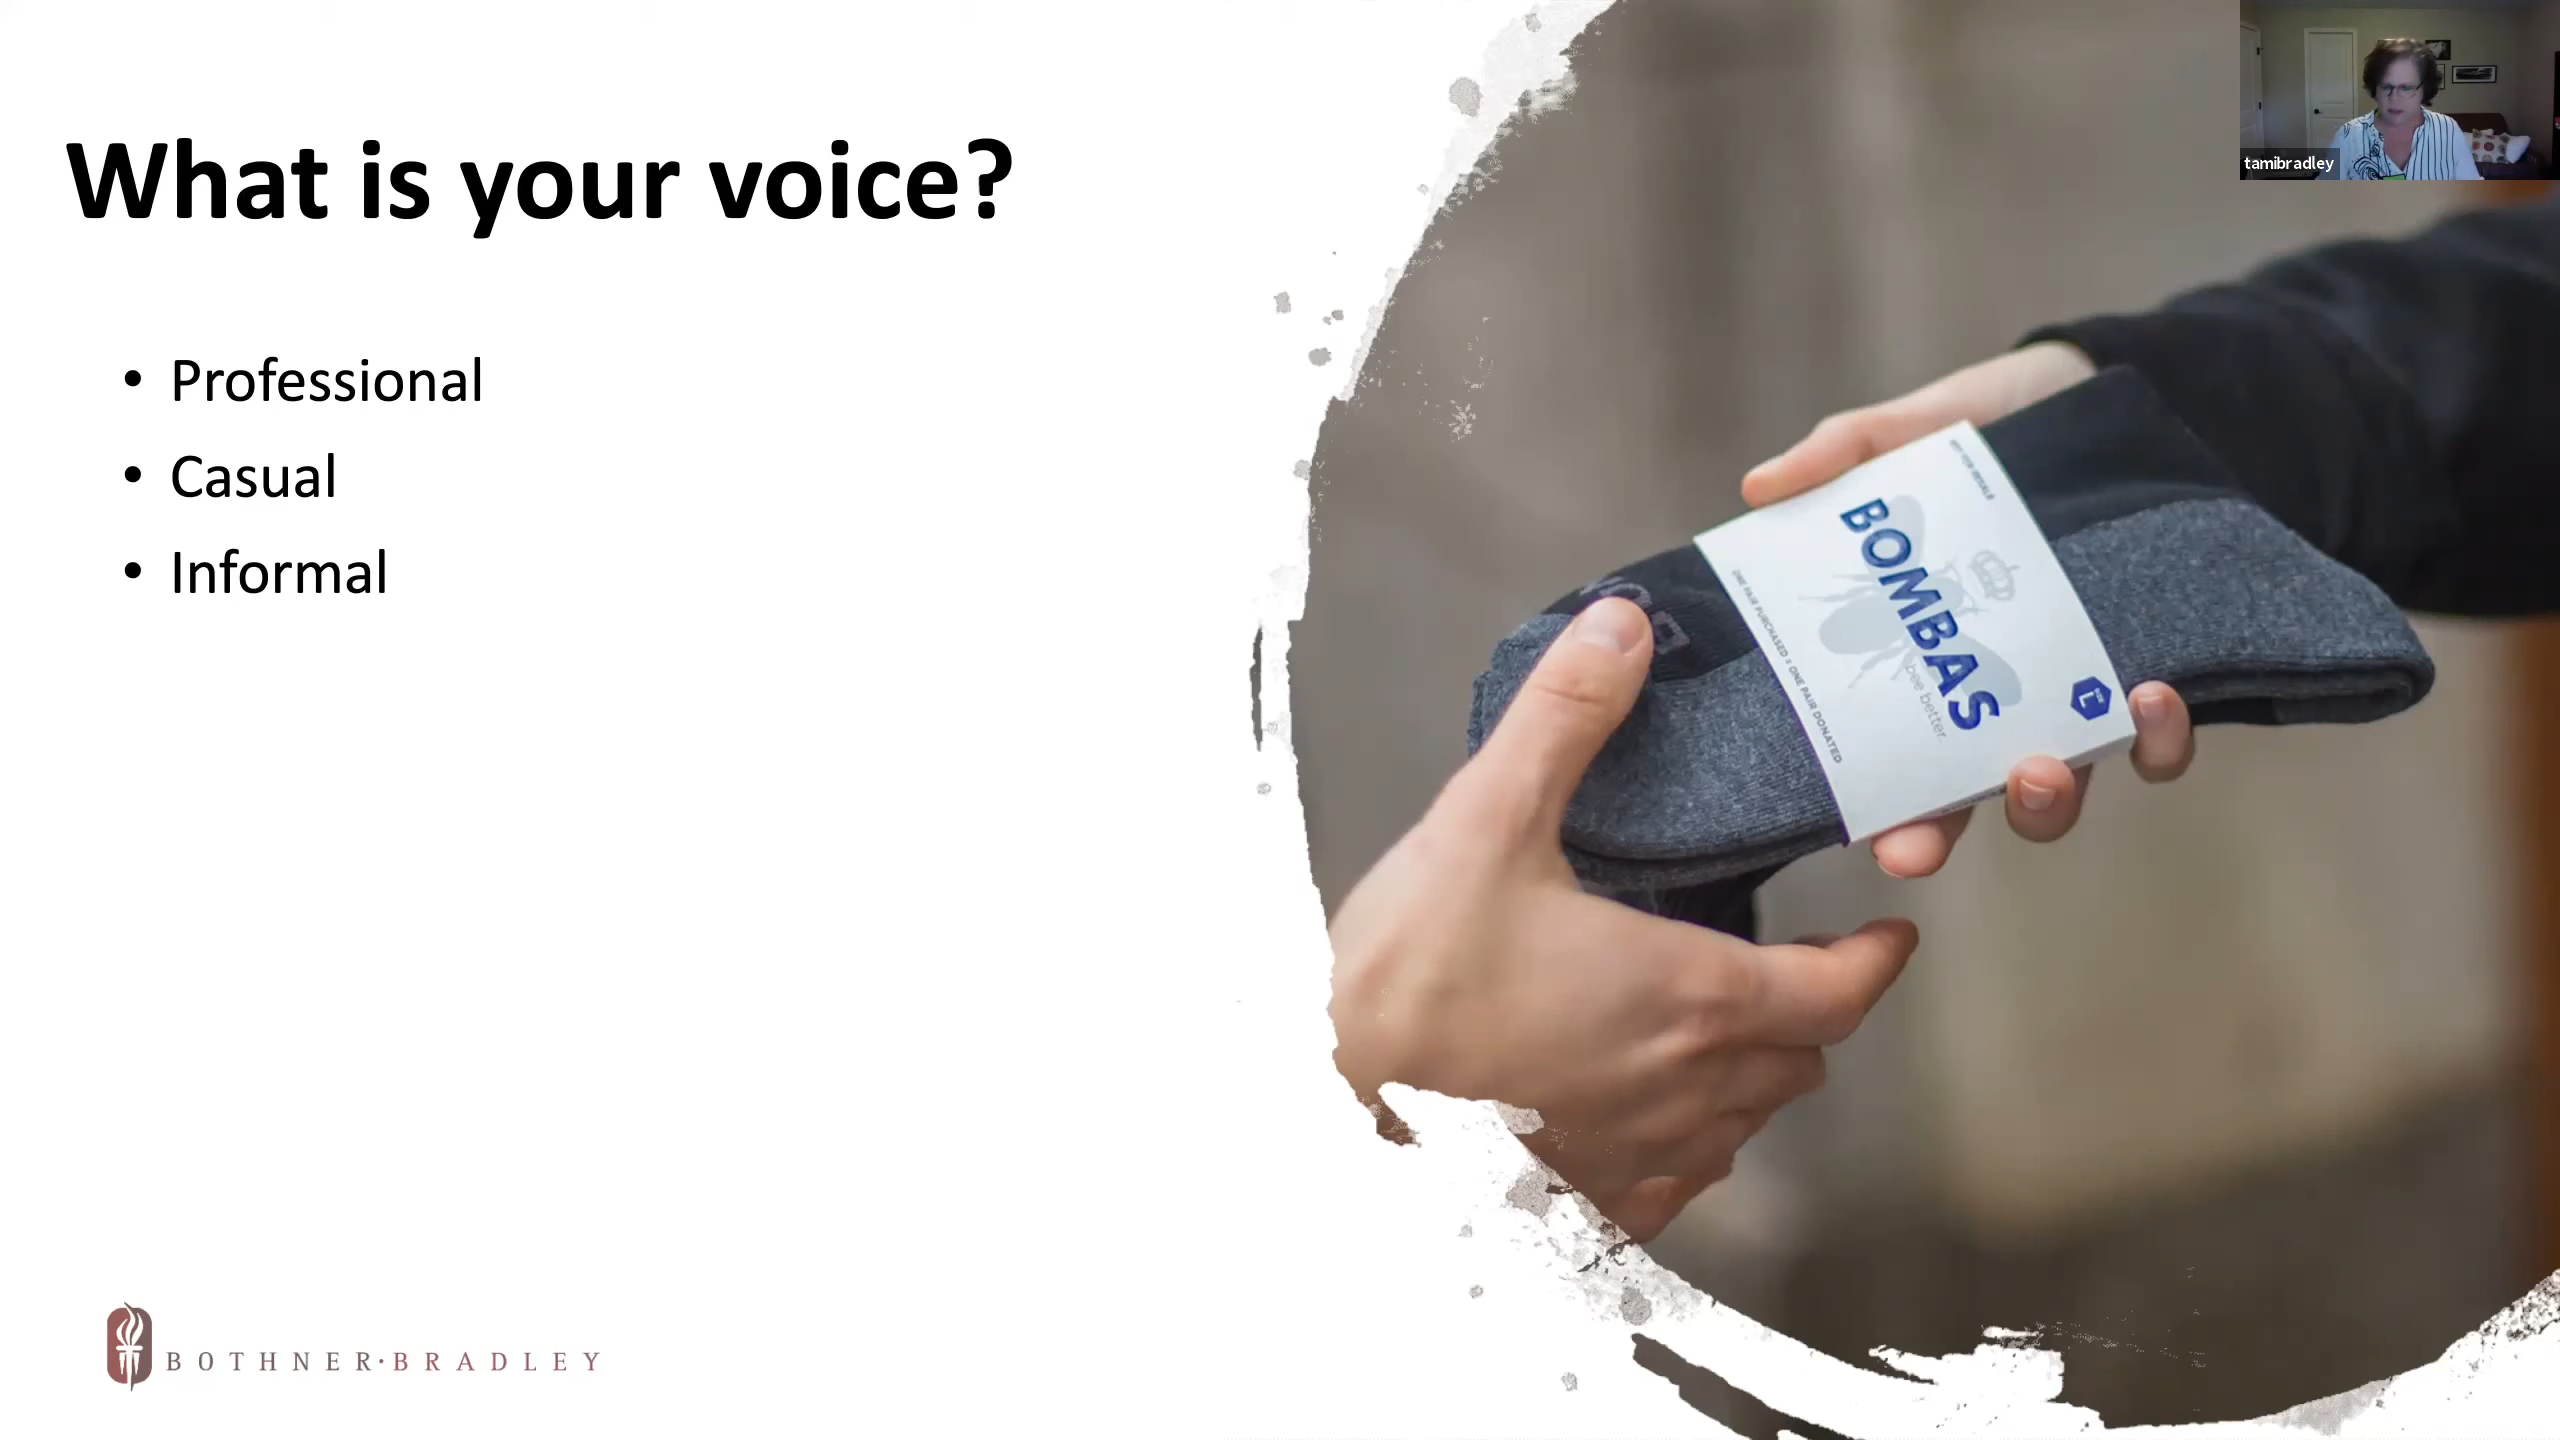 What is your voice?
tamibradley
• Professional
• Casual
• Informal
BOMBAS
bee better.
ONE PAIR PURCHASED = ONE PAIR DONATED
L
BOTHNER·BRADLEY